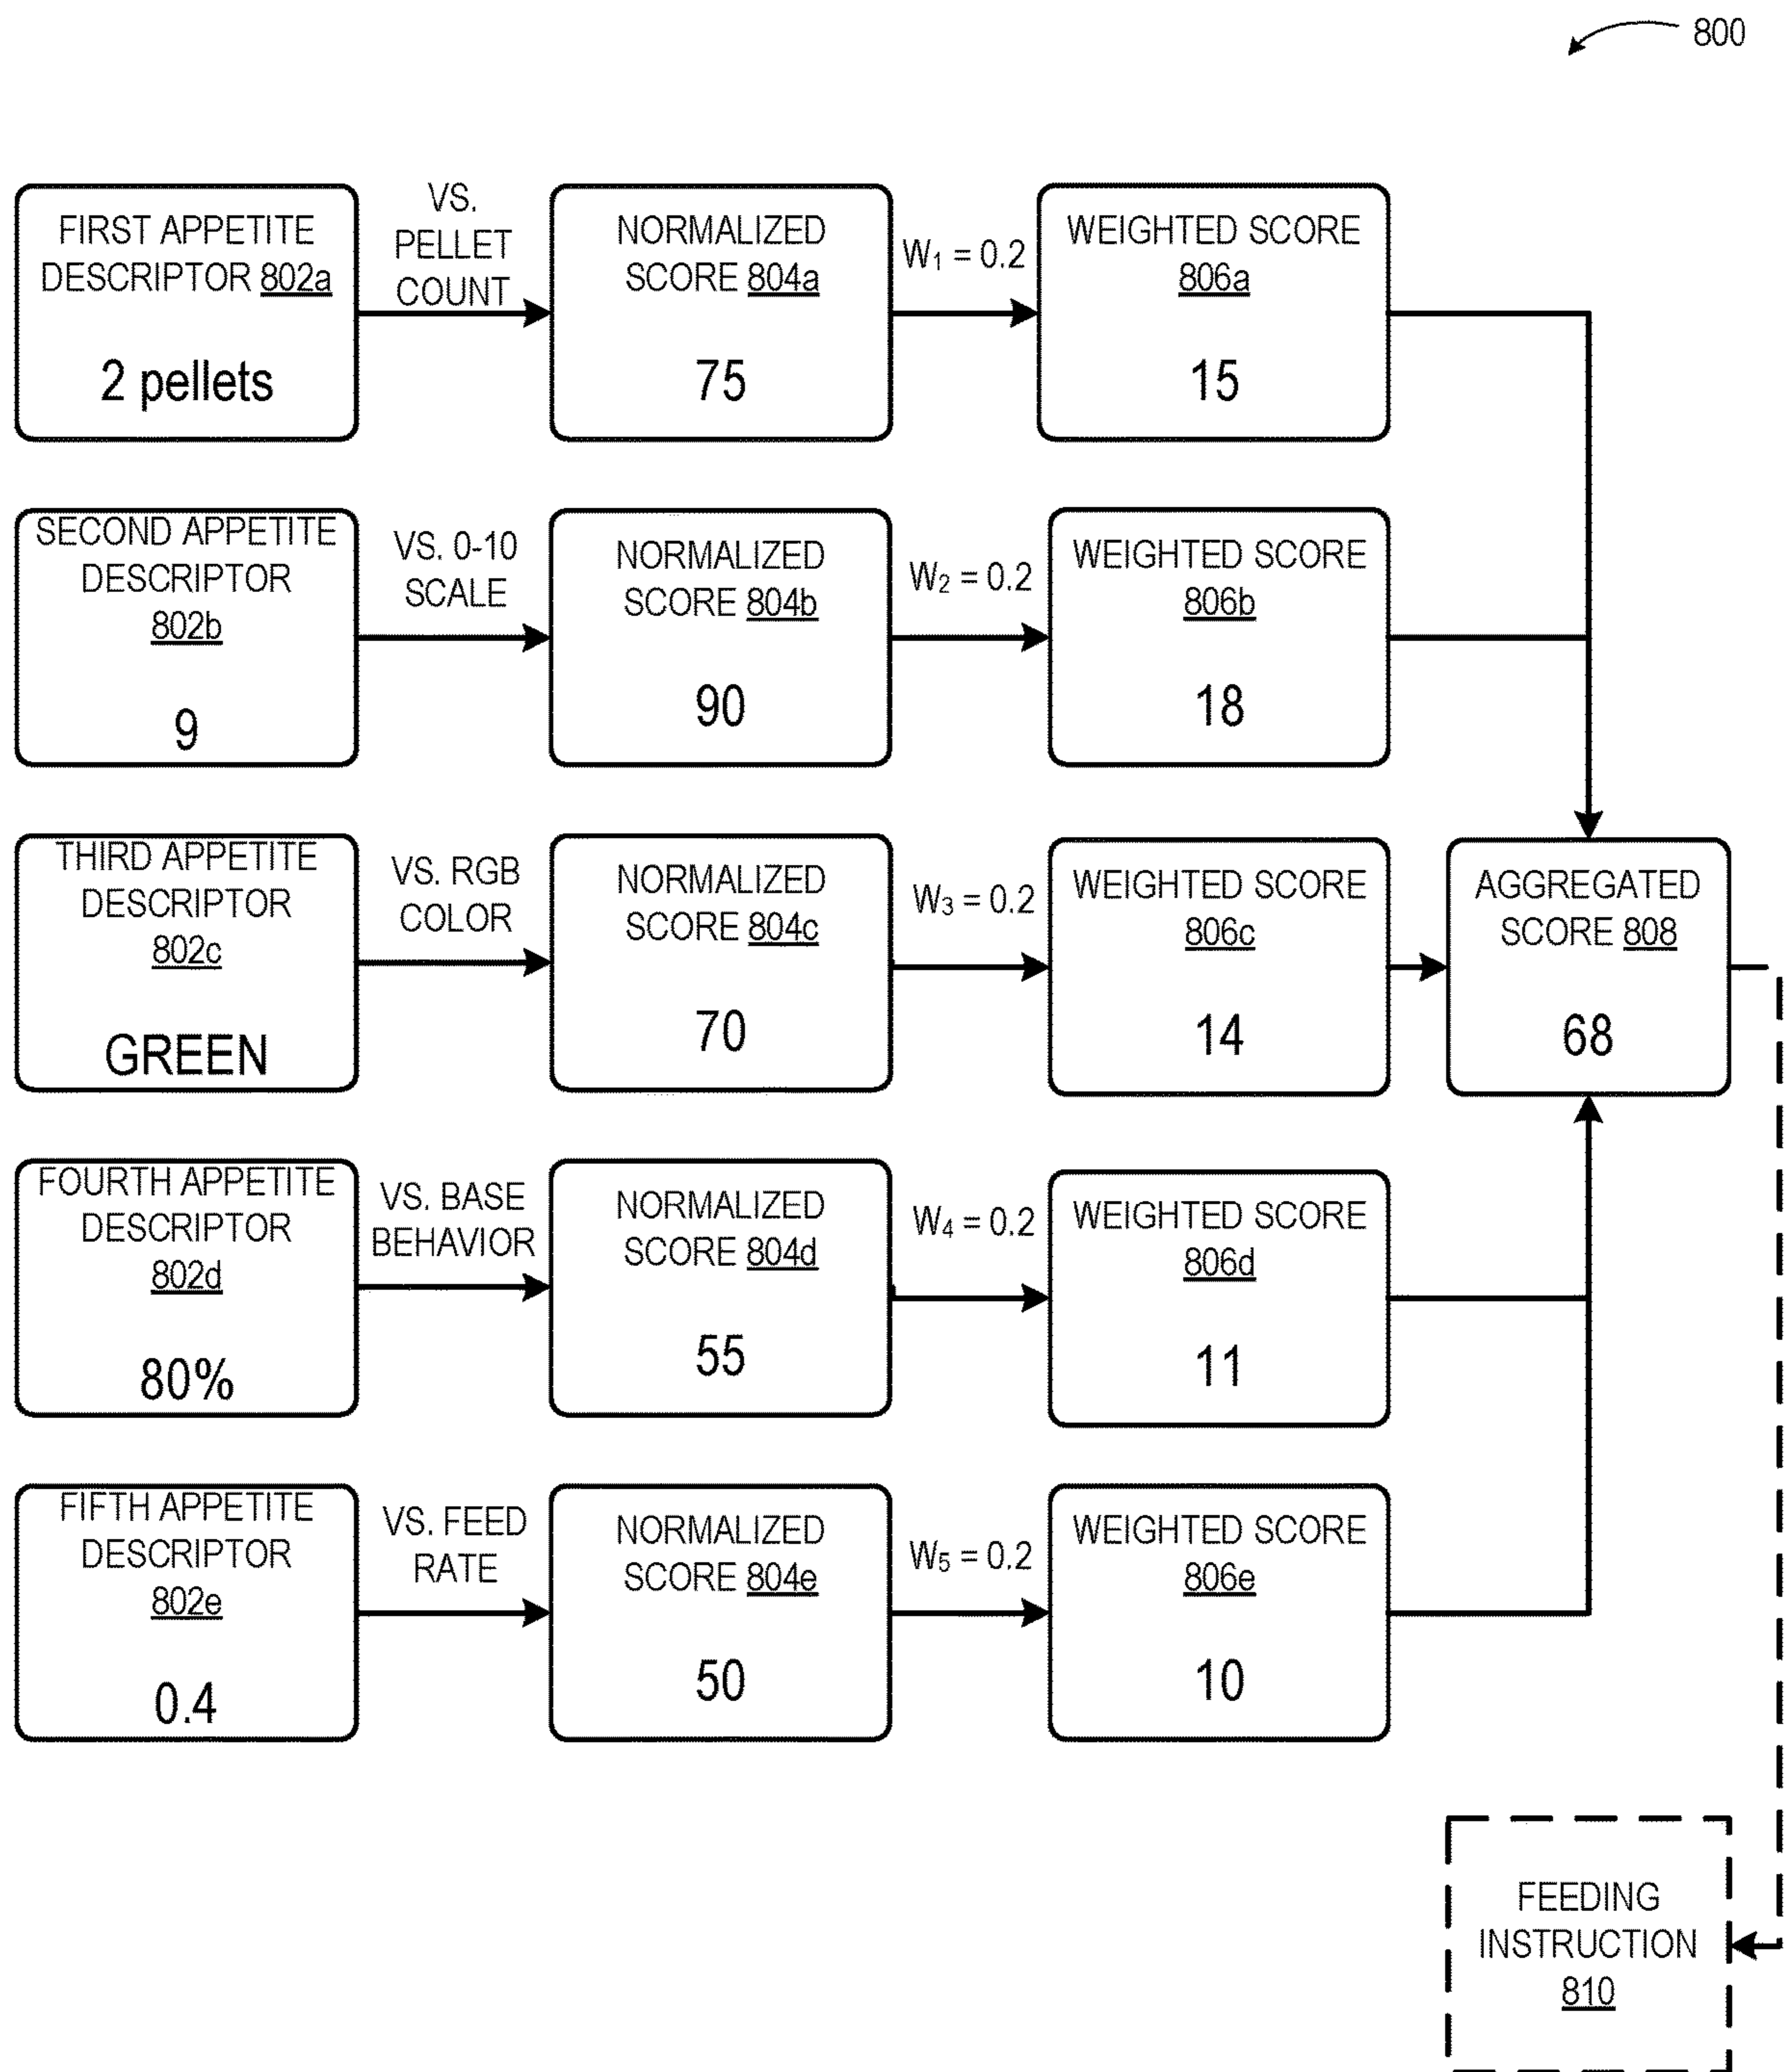 800
FIRST APPETITE
DESCRIPTOR 802a
2 pellets
VS.
PELLET
COUNT
NORMALIZED
SCORE 804a
75
W1 = 0.2
WEIGHTED SCORE
806a
15
SECOND APPETITE
DESCRIPTOR
802b
9
VS. 0-10
SCALE
NORMALIZED
SCORE 804b
90
W2 = 0.2
WEIGHTED SCORE
806b
18
THIRD APPETITE
DESCRIPTOR
802c
GREEN
VS. RGB
COLOR
NORMALIZED
SCORE 804c
70
W3 = 0.2
WEIGHTED SCORE
806c
14
AGGREGATED
SCORE 808
68
FOURTH APPETITE
DESCRIPTOR
802d
80%
VS. BASE
BEHAVIOR
NORMALIZED
SCORE 804d
55
W4 = 0.2
WEIGHTED SCORE
806d
11
FIFTH APPETITE
DESCRIPTOR
802e
0.4
VS. FEED
RATE
NORMALIZED
SCORE 804e
50
W5 = 0.2
WEIGHTED SCORE
806e
10
FEEDING
INSTRUCTION
810